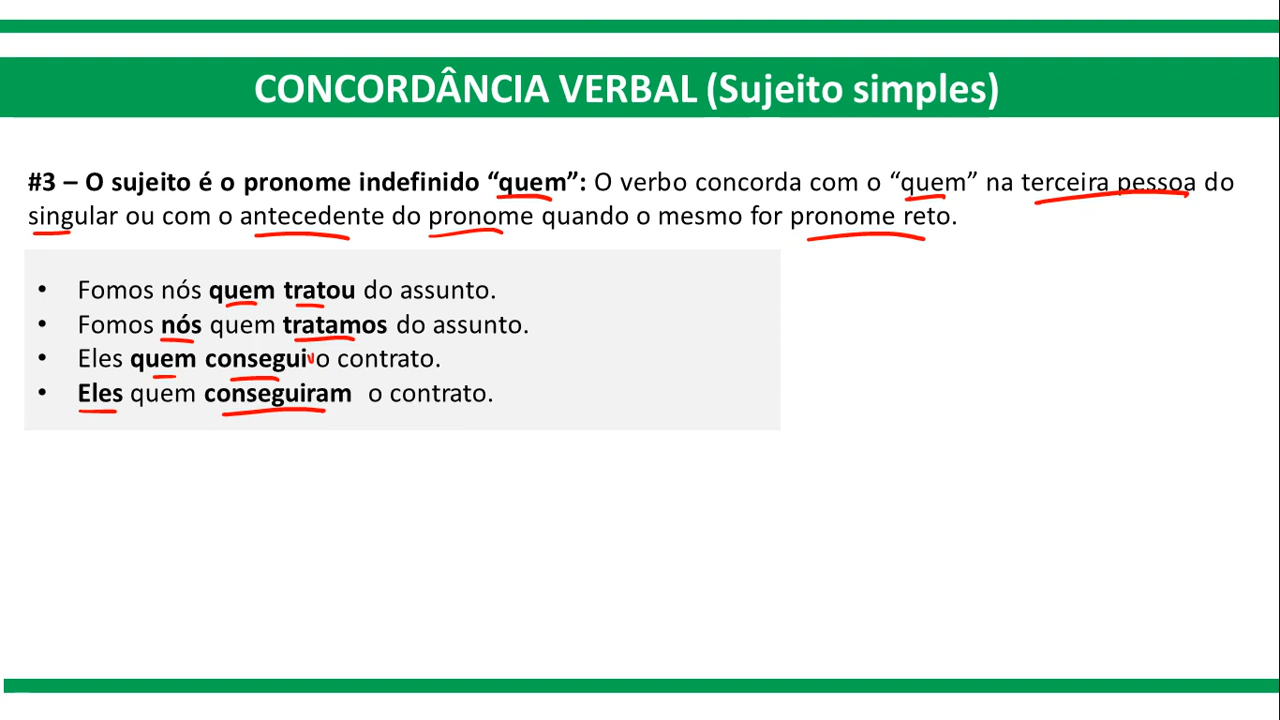 CONCORDÂNCIA VERBAL (Sujeito simples)
#3 – O sujeito é o pronome indefinido “quem”: O verbo concorda com o “quem” na terceira pessoa do
singular ou com o antecedente do pronome quando o mesmo for pronome reto.
• Fomos nós quem tratou do assunto.
• Fomos nós quem tratamos do assunto.
• Eles quem consegui o contrato.
• Eles quem conseguiram o contrato.